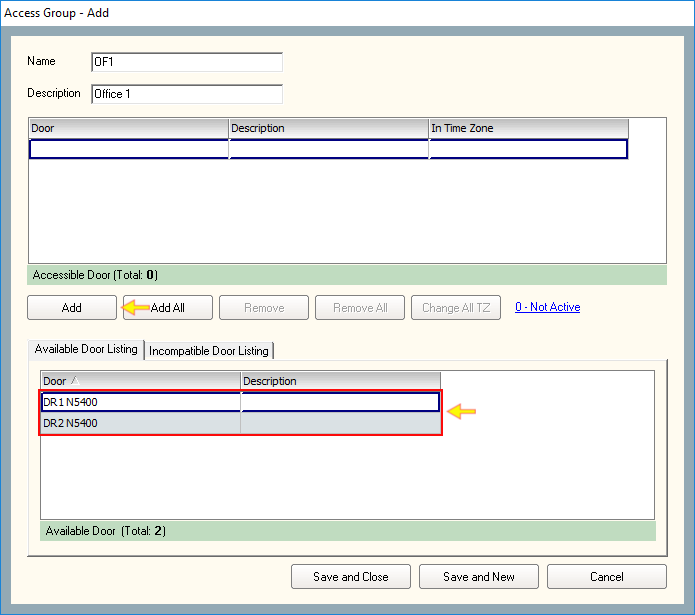 Access Group - Add
Name OF1
Description Office 1
Door Description In Time Zone
Accessible Door (Total: 0)
Add Add All Remove Remove All Change All TZ 0 - Not Active
Available Door Listing Incompatible Door Listing
Door Description
DR1 N5400
DR2 N5400
Available Door (Total: 2)
Save and Close Save and New Cancel